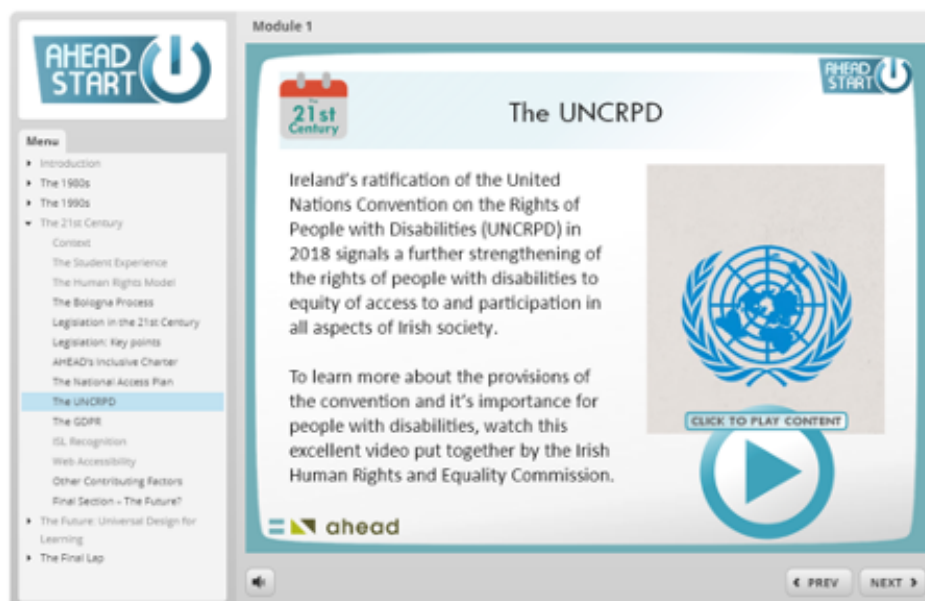 AHEAD
START
Module 1
Menu
Introduction
The 1980s
The 1990s
The 21st Century
Context
The Student Experience
The Human Rights Model
The Bologna Process
Legislation in the 21st Century
Legislation: Key points
AHEAD's Inclusive Charter
The National Access Plan
The UNCRPD
The GDPR
ISL Recognition
Web Accessibility
Other Contributing Factors
Final Section – The Future?
The Future: Universal Design for
Learning
The Final Lap
The
21st
Century
The UNCRPD
AHEAD
START
Ireland's ratification of the United
Nations Convention on the Rights of
People with Disabilities (UNCRPD) in
2018 signals a further strengthening of
the rights of people with disabilities to
equity of access to and participation in
all aspects of Irish society.
To learn more about the provisions of
the convention and it's importance for
people with disabilities, watch this
excellent video put together by the Irish
Human Rights and Equality Commission.
CLICK TO PLAY CONTENT
ahead
PREV
NEXT